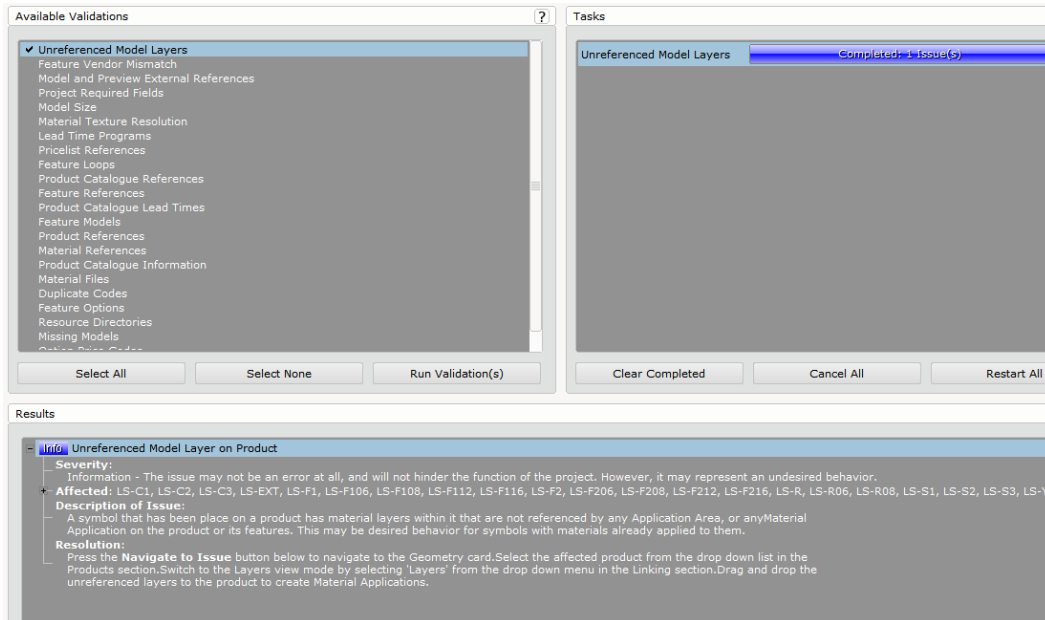 Available Validations
?
Unreferenced Model Layers
Feature Vendor Mismatch
Model and Preview External References
Project Required Fields
Model Size
Material Texture Resolution
Lead Time Programs
Pricelist References
Feature Loops
Product Catalogue References
Feature References
Product Catalogue Lead Times
Feature Models
Product References
Material References
Product Catalogue Information
Material Files
Duplicate Codes
Feature Options
Resource Directories
Missing Models
Option Price Codes
Select All
Select None
Run Validation(s)
Tasks
Unreferenced Model Layers
Completed: 1 Issue(s)
Clear Completed
Cancel All
Restart All
Results
Info Unreferenced Model Layer on Product
Severity:
Information - The issue may not be an error at all, and will not hinder the function of the project. However, it may represent an undesired behavior.
Affected: LS-C1, LS-C2, LS-C3, LS-EXT, LS-F1, LS-F106, LS-F108, LS-F112, LS-F116, LS-F2, LS-F206, LS-F208, LS-F212, LS-F216, LS-R, LS-R06, LS-R08, LS-S1, LS-S2, LS-S3,
Description of Issue:
A symbol that has been place on a product has material layers within it that are not referenced by any Application Area, or anyMaterial
Application on the product or its features. This may be desired behavior for symbols with materials already applied to them.
Resolution:
Press the Navigate to Issue button below to navigate to the Geometry card.Select the affected product from the drop down list in the
Products section.Switch to the Layers view mode by selecting 'Layers' from the drop down menu in the Linking section.Drag and drop the
unreferenced layers to the product to create Material Applications.